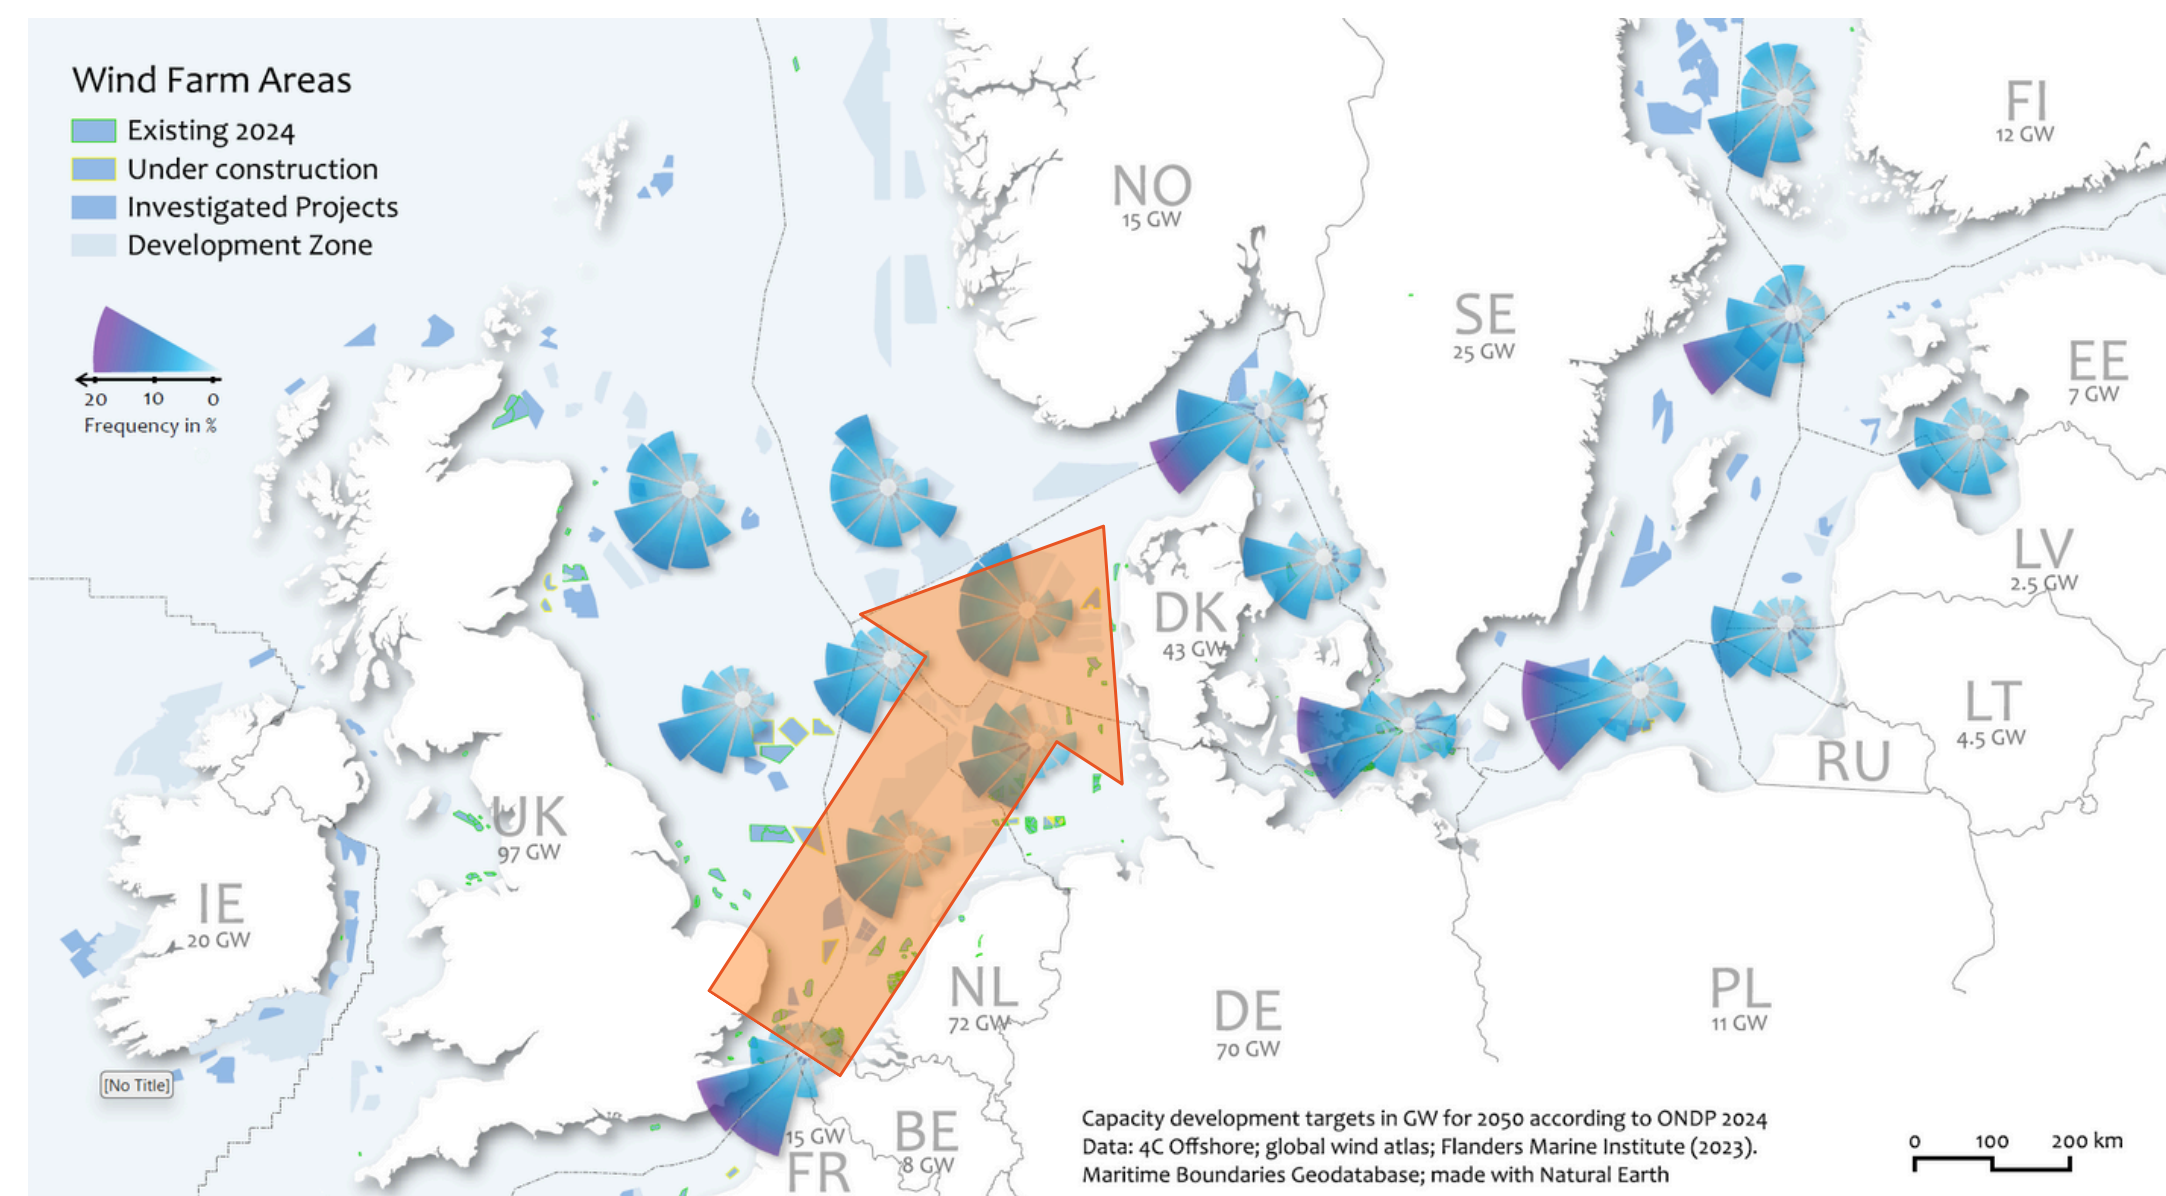 Wind Farm Areas
Existing 2024
Under construction
Investigated Projects
Development Zone
20 10 0
Frequency in %
NO
15 GW
FI
12 GW
SE
25 GW
EE
7 GW
LV
2.5 GW
DK
43 GW
LT
4.5 GW
RU
UK
97 GW
IE
20 GW
NL
72 GW
DE
70 GW
PL
11 GW
[No Title]
15 GW
FR
BE
8 GW
Capacity development targets in GW for 2050 according to ONDP 2024
Data: 4C Offshore; global wind atlas; Flanders Marine Institute (2023).
Maritime Boundaries Geodatabase; made with Natural Earth
0 100 200 km